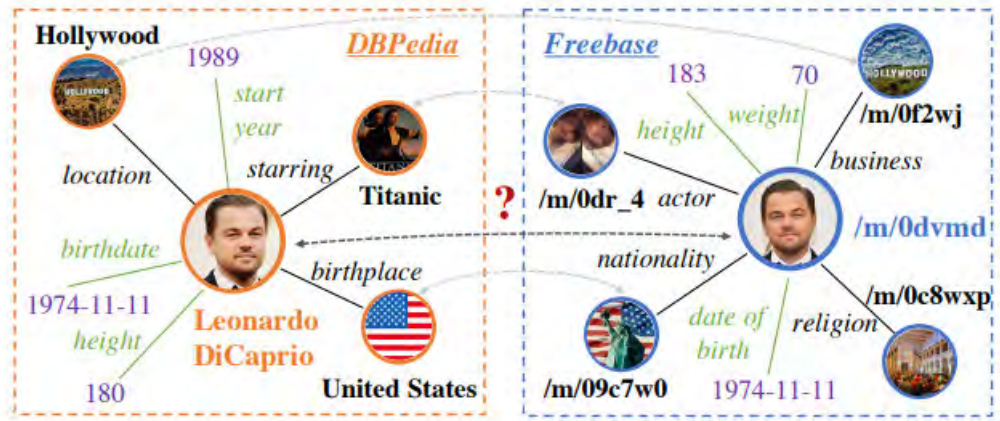 Hollywood
DBPedia
1989
start
year
starring
location
Titanic
birthdate
birthplace
1974-11-11
height
Leonardo
DiCaprio
180
United States
?
Freebase
183
70
height
weight
/m/0f2wj
business
/m/0dr_4
actor
/m/0dvmd
nationality
/m/0c8wxp
date of
birth
religion
/m/09c7w0
1974-11-11
HOLLYWOOD
HOLLYWOOD